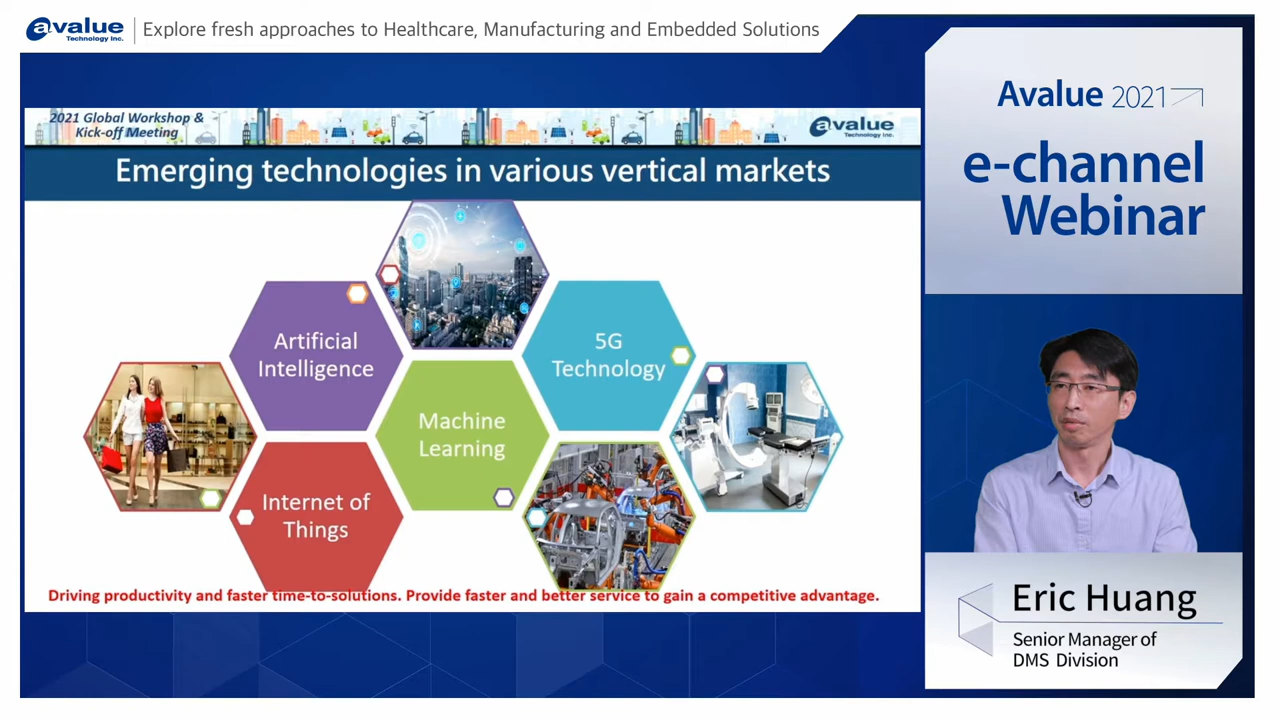 avalue
Technology Inc.
Explore fresh approaches to Healthcare, Manufacturing and Embedded Solutions
2021 Global Workshop &
Kick-off Meeting
avalue
Technology Inc.
Emerging technologies in various vertical markets
Artificial
Intelligence
5G
Technology
Machine
Learning
Internet of
Things
Driving productivity and faster time-to-solutions. Provide faster and better service to gain a competitive advantage.
Avalue 2021
e-channel
Webinar
Eric Huang
Senior Manager of
DMS Division